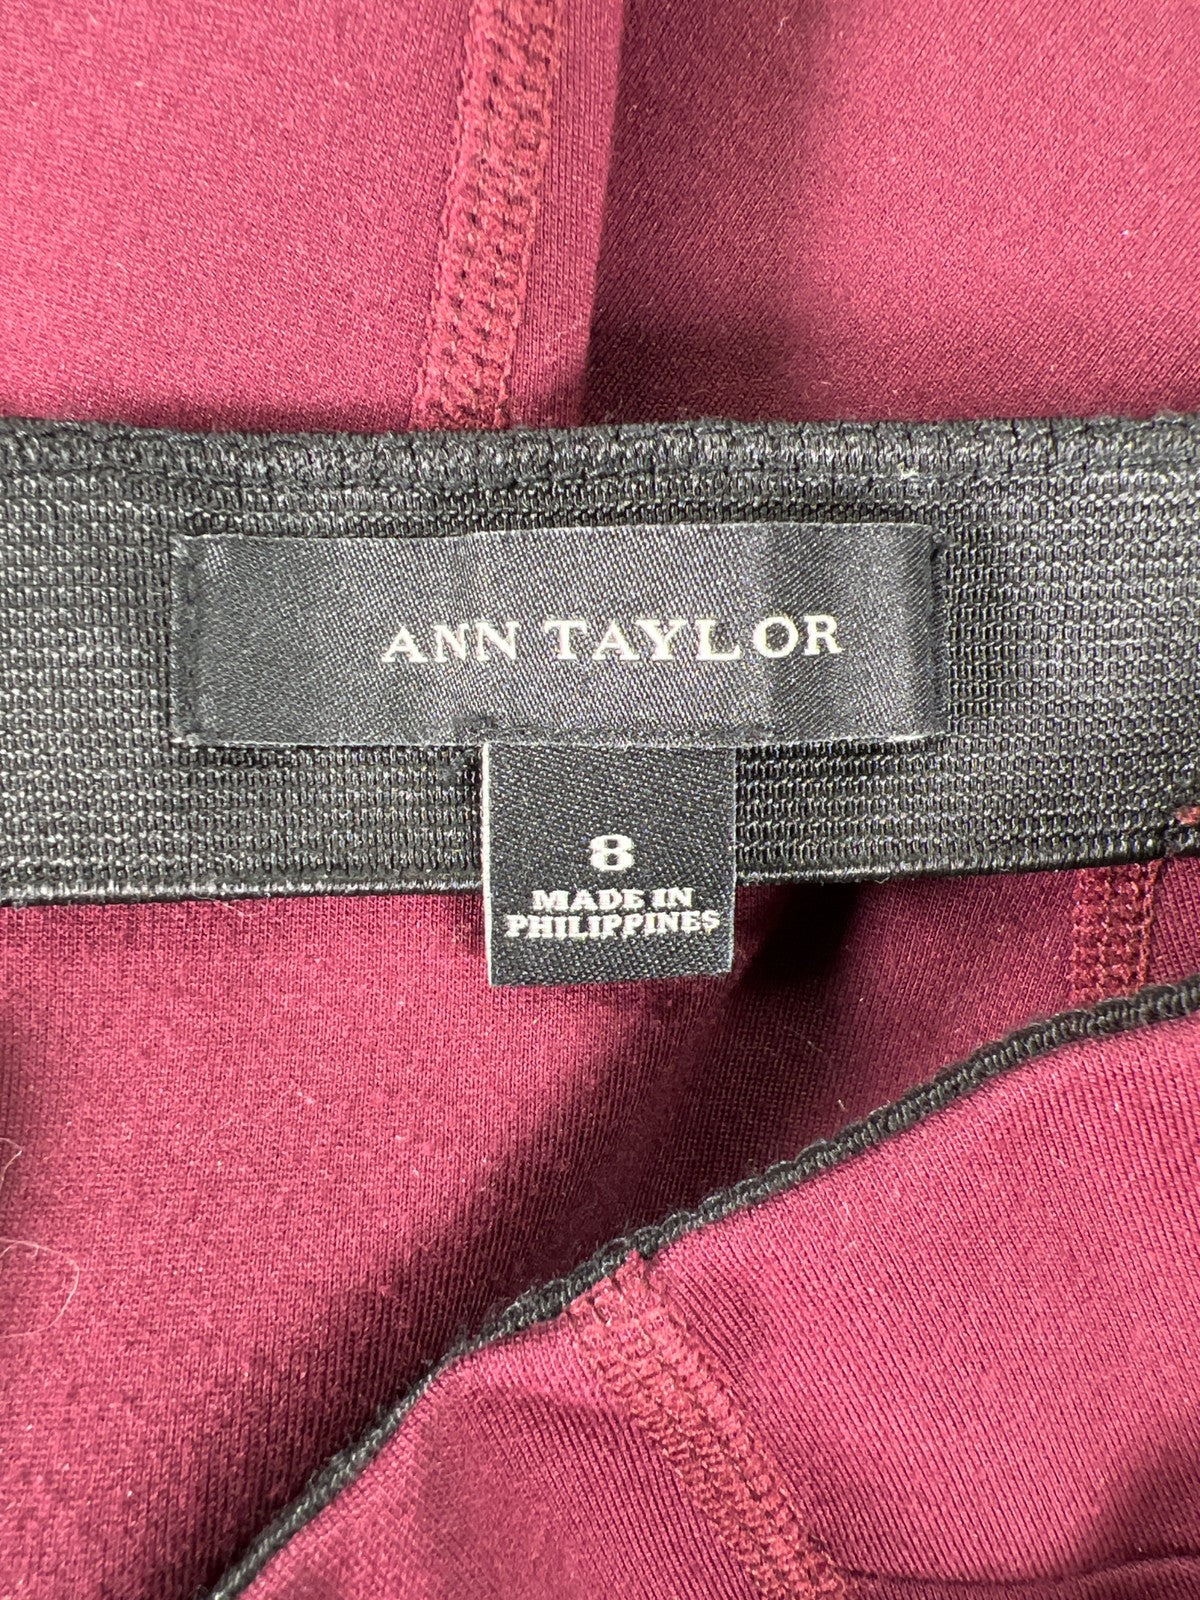 ANN TAYLOR
8
MADE IN
PHILIPPINES